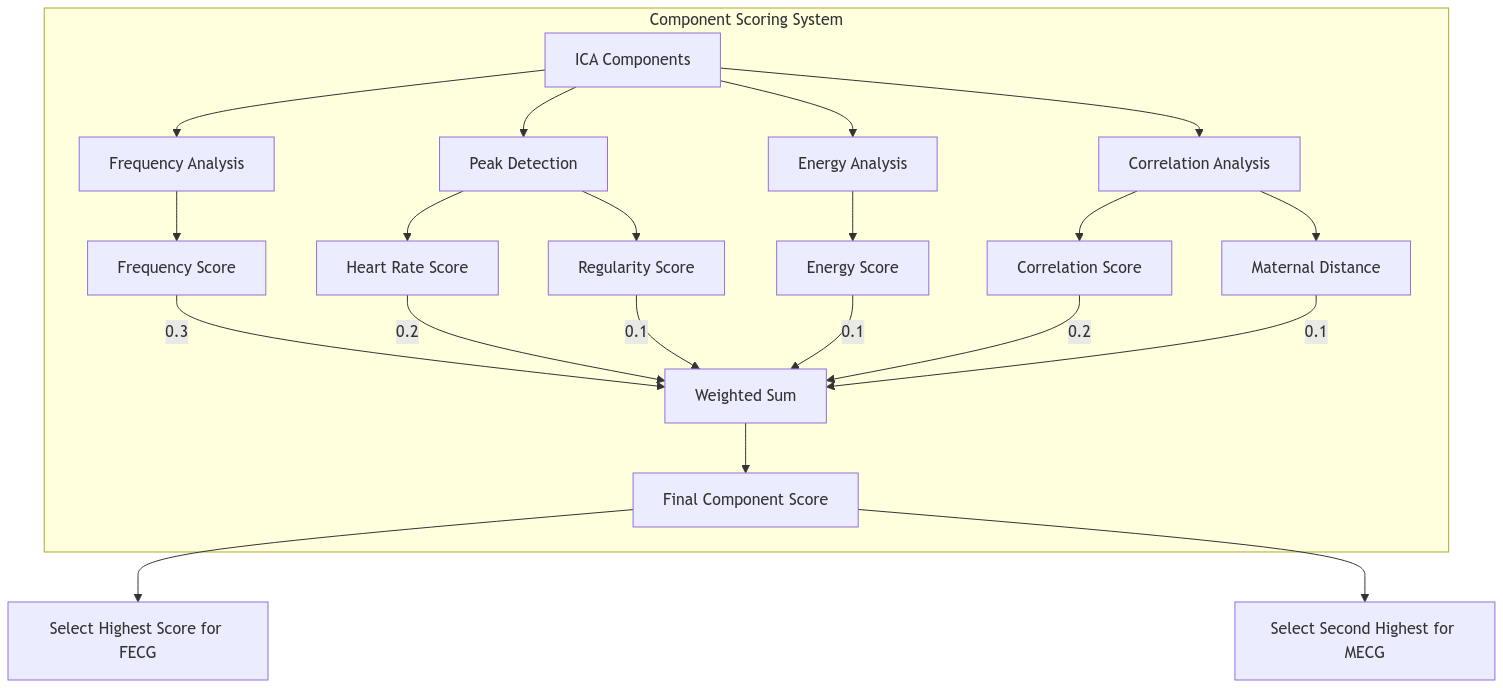 Component Scoring System
ICA Components
Frequency Analysis
Peak Detection
Energy Analysis
Correlation Analysis
Frequency Score
Heart Rate Score
Regularity Score
Energy Score
Correlation Score
Maternal Distance
0.3
0.2
0.1
0.1
0.2
0.1
Weighted Sum
Final Component Score
Select Highest Score for
FECG
Select Second Highest for
MECG